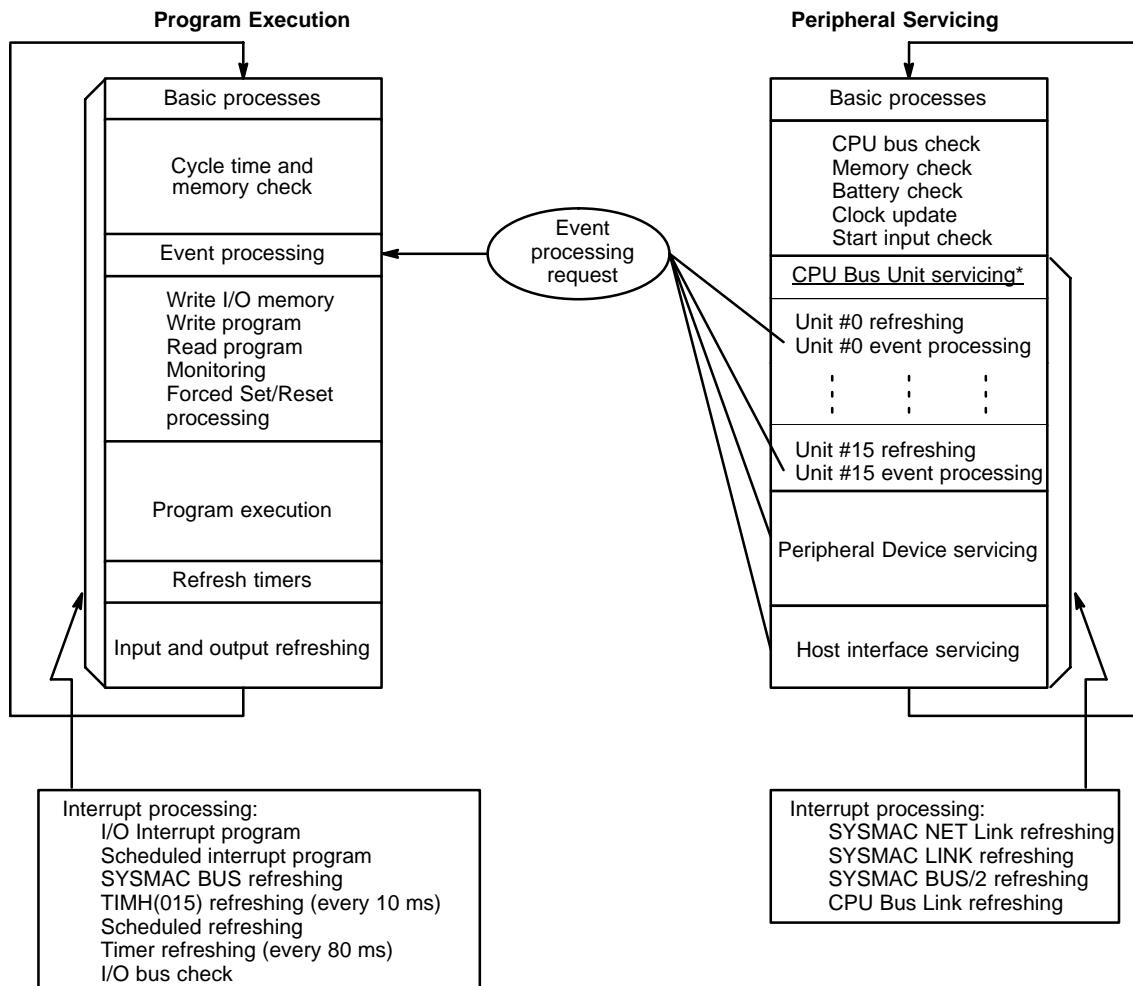 Program Execution
Basic processes
Cycle time and
memory check
Event processing
Write I/O memory
Write program
Read program
Monitoring
Forced Set/Reset
processing
Program execution
Refresh timers
Input and output refreshing
Interrupt processing:
I/O Interrupt program
Scheduled interrupt program
SYSMAC BUS refreshing
TIMH(015) refreshing (every 10 ms)
Scheduled refreshing
Timer refreshing (every 80 ms)
I/O bus check
Event
processing
request
Peripheral Servicing
Basic processes
CPU bus check
Memory check
Battery check
Clock update
Start input check
CPU Bus Unit servicing*
Unit #0 refreshing
Unit #0 event processing
Unit #15 refreshing
Unit #15 event processing
Peripheral Device servicing
Host interface servicing
Interrupt processing:
SYSMAC NET Link refreshing
SYSMAC LINK refreshing
SYSMAC BUS/2 refreshing
CPU Bus Link refreshing